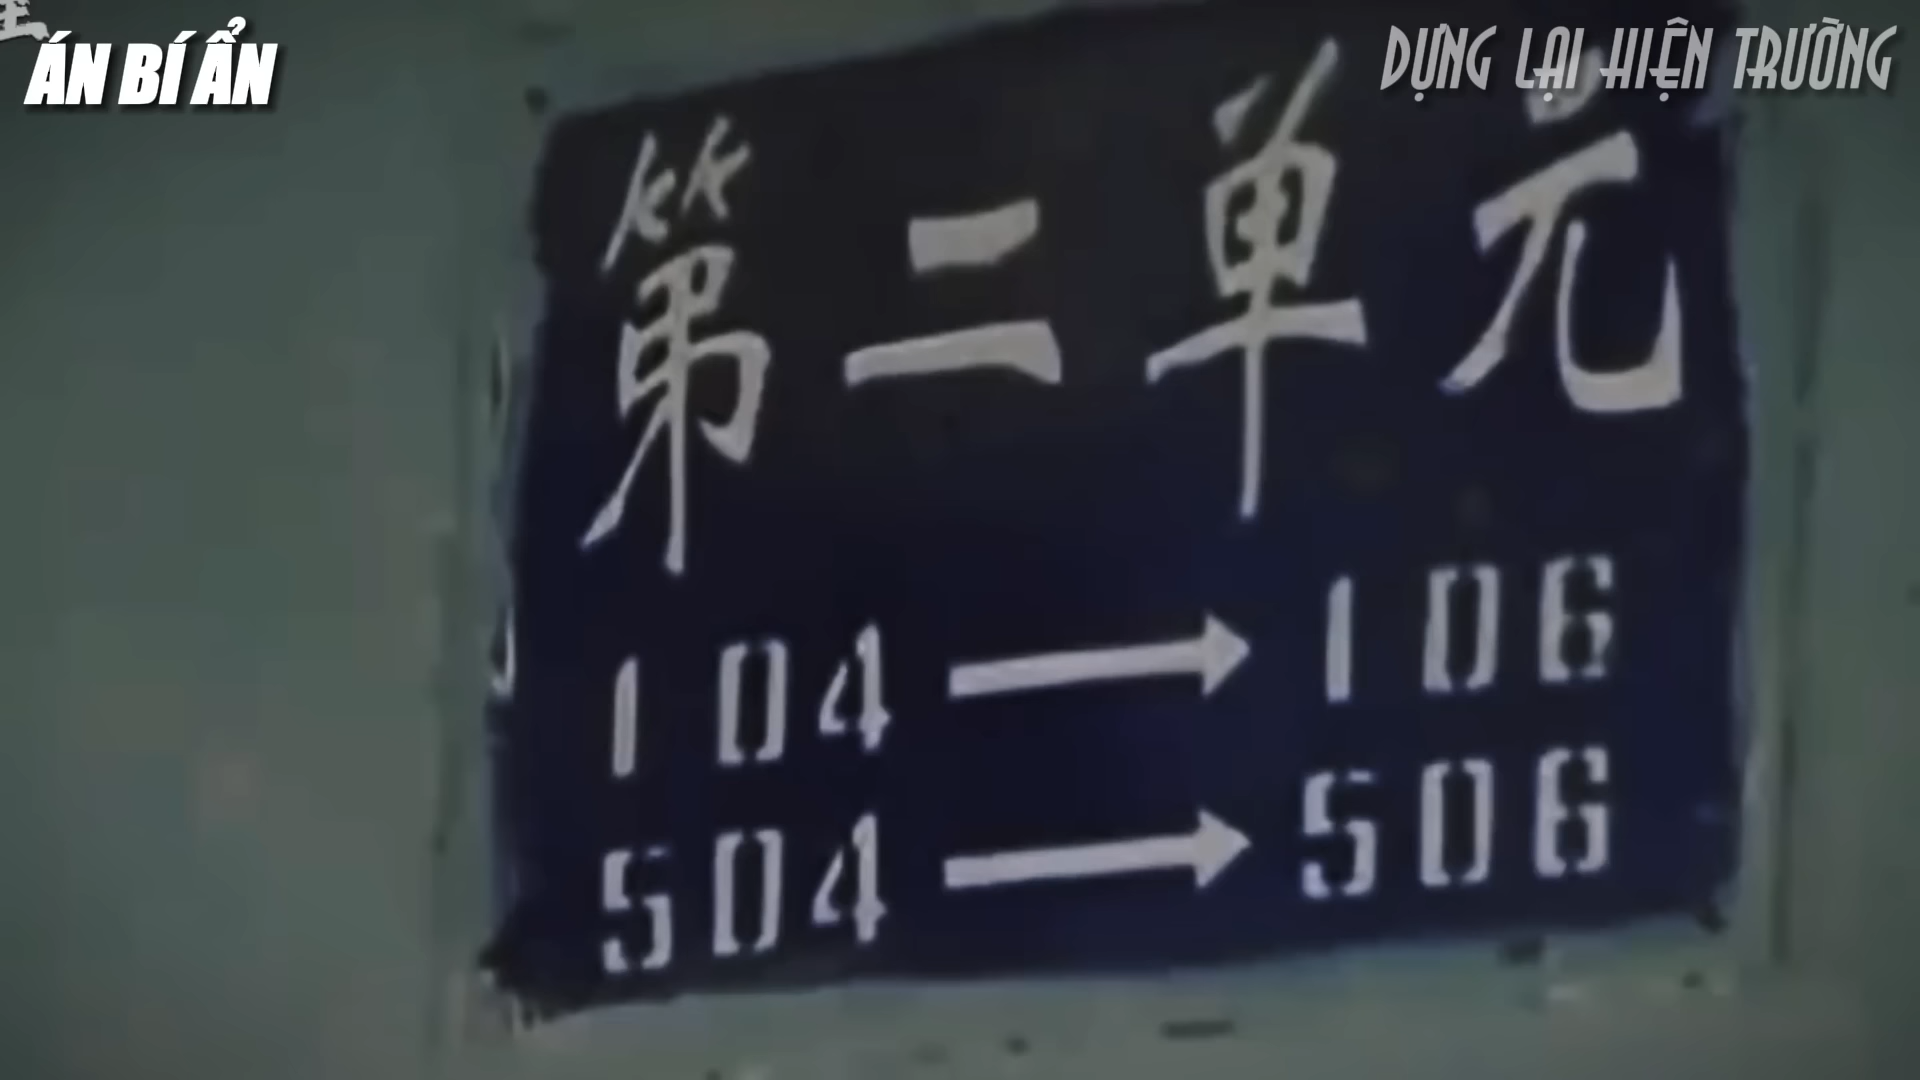 ÁN BÍ ẨN
DỰNG LẠI HIỆN TRƯỜNG
第二单元
104 → 106
504 → 506